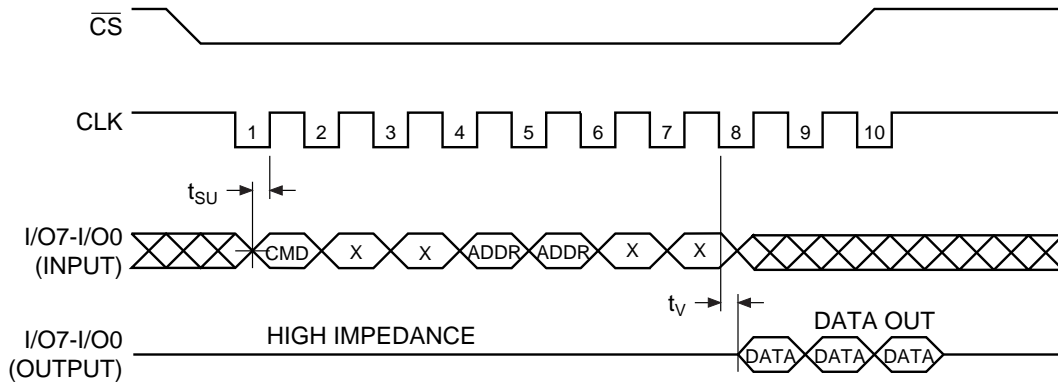 CS
CLK
1 2 3 4 5 6 7 8 9 10
tSU
I/O7-I/O0
(INPUT)
CMD X X ADDR ADDR X X
tV
I/O7-I/O0
(OUTPUT)
HIGH IMPEDANCE
DATA OUT
DATA DATA DATA